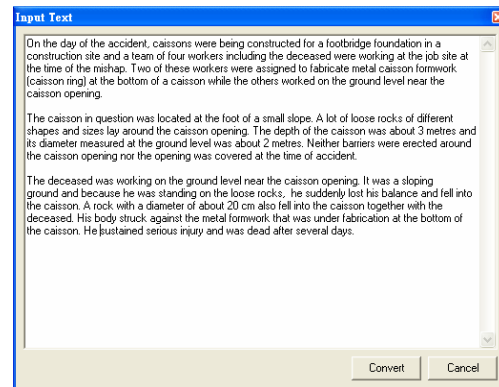 Input Text
On the day of the accident, caissons were being constructed for a footbridge foundation in a
construction site and a team of four workers including the deceased were working at the job site at
the time of the mishap. Two of these workers were assigned to fabricate metal caisson formwork
(caisson ring) at the bottom of a caisson while the others worked on the ground level near the
caisson opening.
The caisson in question was located at the foot of a small slope. A lot of loose rocks of different
shapes and sizes lay around the caisson opening. The depth of the caisson was about 3 metres and
its diameter measured at the ground level was about 2 metres. Neither barriers were erected around
the caisson opening nor the opening was covered at the time of accident.
The deceased was working on the ground level near the caisson opening. It was a sloping
ground and because he was standing on the loose rocks, he suddenly lost his balance and fell into
the caisson. A rock with a diameter of about 20 cm also fell into the caisson together with the
deceased. His body struck against the metal formwork that was under fabrication at the bottom of
the caisson. He sustained serious injury and was dead after several days.
Convert Cancel